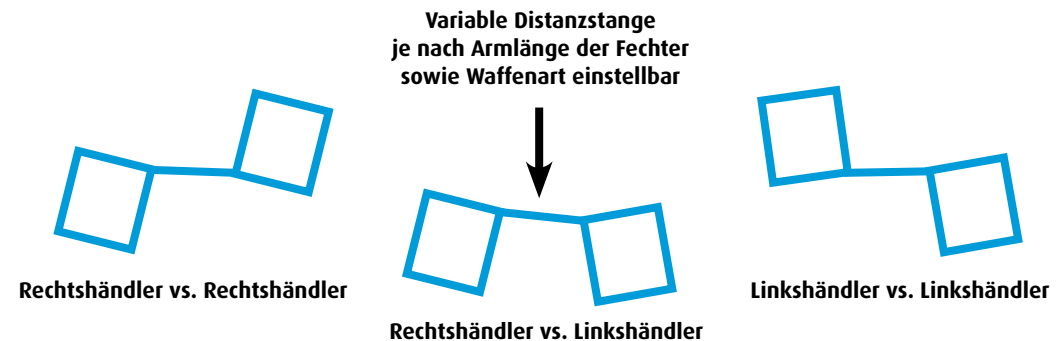 Variable Distanzstange
je nach Armlänge der Fechter
sowie Waffenart einstellbar
Rechtshändler vs. Rechtshändler
Rechtshändler vs. Linkshändler
Linkshändler vs. Linkshändler